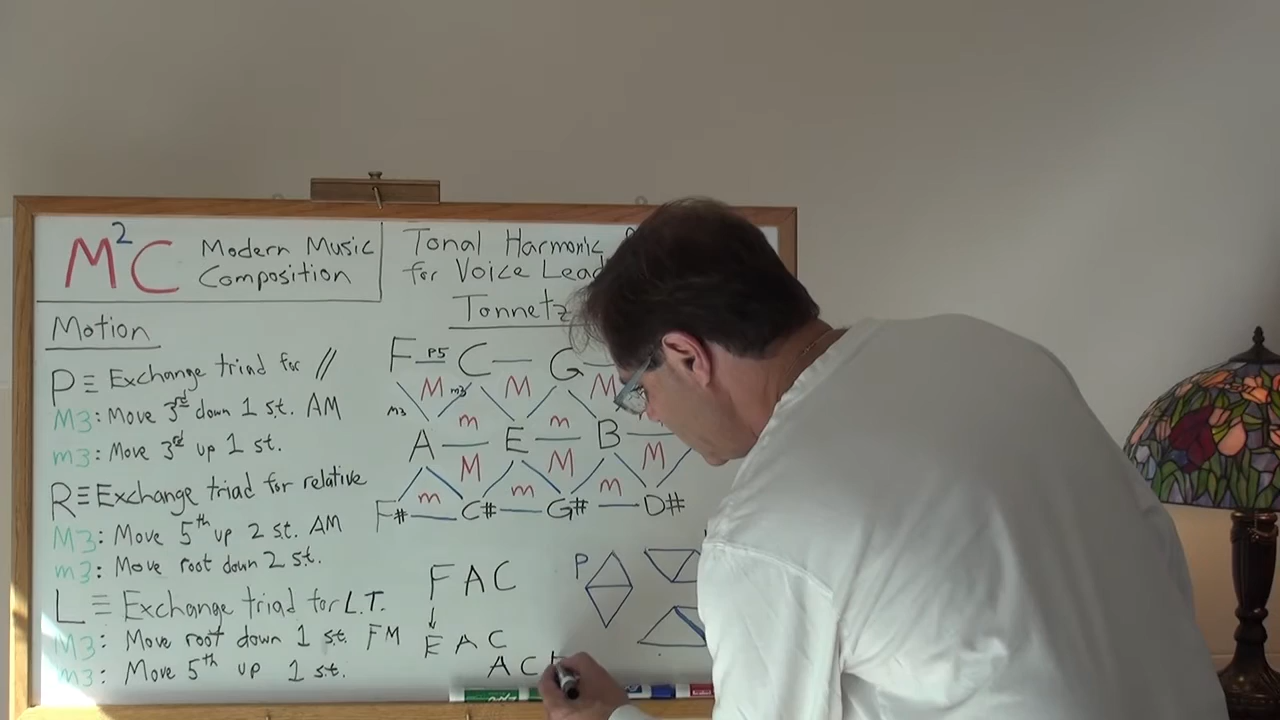 M²C Modern Music
Composition
Tonal Harmonic
for Voice Lead
Tonnetz
Motion
P ≡ Exchange triad for //
M3: Move 3rd down 1 st. AM
m3: Move 3rd up 1 st.
R ≡ Exchange triad for relative
M3: Move 5th up 2 st. AM
m3: Move root down 2 st.
L ≡ Exchange triad for L.T.
M3: Move root down 1 st. FM
m3: Move 5th up 1 st.
F P5 C G
M m3 M M
m3
m m
A E B
M M M
m m m
F# C# G# D#
P
F A C
E A C
A C